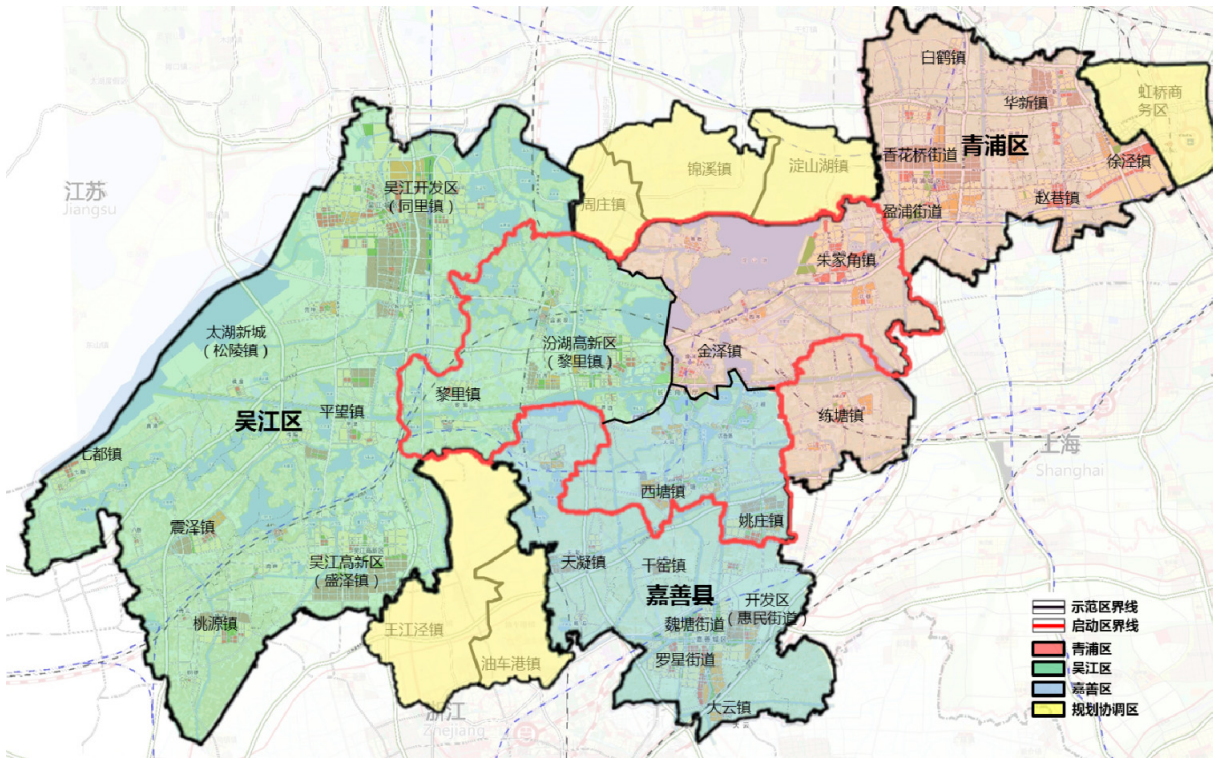 白鹤镇
虹桥商
务区
华新镇
青浦区
香花桥街道
徐泾镇
锦溪镇
淀山湖镇
江苏
Jiangsu
吴江开发区
（同里镇）
周庄镇
赵巷镇
盈浦街道
朱家角镇
太湖新城
（松陵镇）
汾湖高新区
（黎里镇）
金泽镇
黎里镇
平望镇
吴江区
练塘镇
上海
Shanghai
七都镇
西塘镇
姚庄镇
震泽镇
吴江高新区
（盛泽镇）
天凝镇
干窑镇
嘉善县
开发区
（惠民街道）
魏塘街道
桃源镇
王江泾镇
油车港镇
罗星街道
大云镇
浙江
Zhejiang
示范区界线
启动区界线
青浦区
吴江区
嘉善区
规划协调区